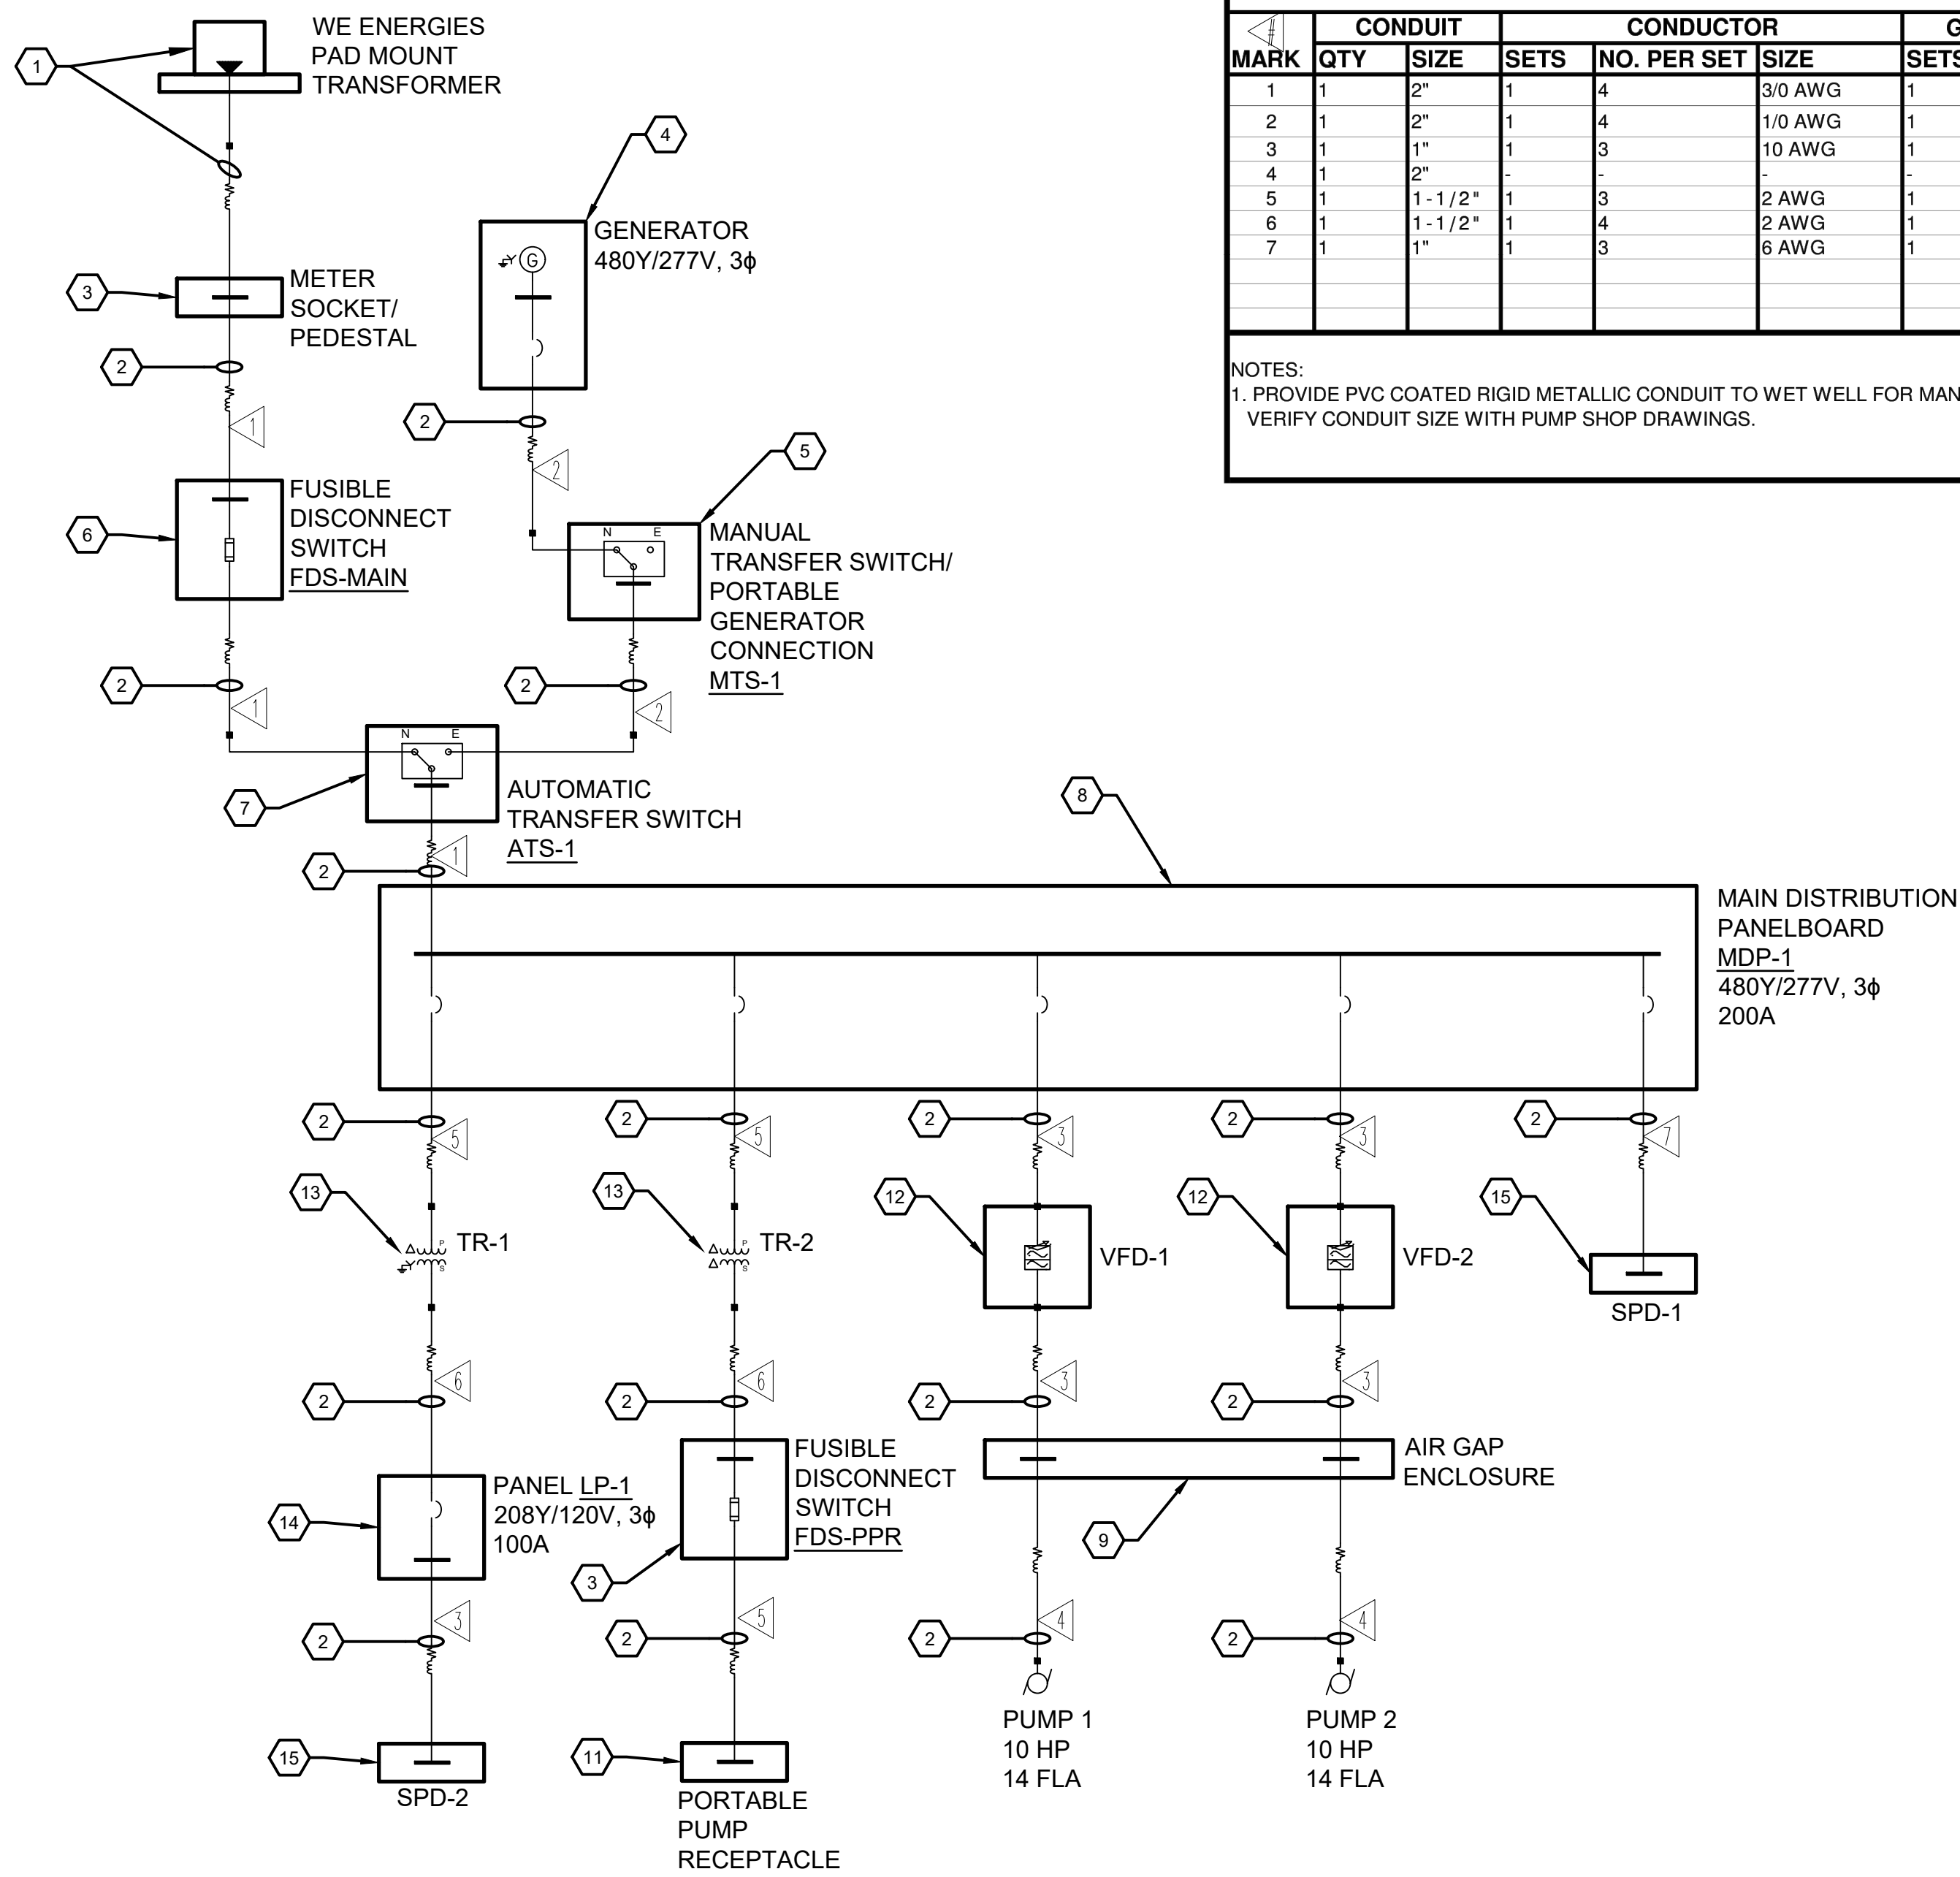 WE ENERGIES
PAD MOUNT
TRANSFORMER
1
4
GENERATOR
480Y/277V, 3ϕ
G
3
METER
SOCKET/
PEDESTAL
2
1
2
2
5
6
FUSIBLE
DISCONNECT
SWITCH
FDS-MAIN
N E
MANUAL
TRANSFER SWITCH/
PORTABLE
GENERATOR
CONNECTION
MTS-1
2
1
2
2
N E
7
AUTOMATIC
TRANSFER SWITCH
ATS-1
1
2
8
MAIN DISTRIBUTION
PANELBOARD
MDP-1
480Y/277V, 3ϕ
200A
2 5 2 5 2 3 2 3 2 7
13 13 12 12 15
P
S
TR-1
P
S
TR-2
VFD-1
VFD-2
SPD-1
6 6 3 3
2 2 2 2
PANEL LP-1
208Y/120V, 3ϕ
100A
14
FUSIBLE
DISCONNECT
SWITCH
FDS-PPR
3
AIR GAP
ENCLOSURE
9
3 5 4 4
2 2 2 2
15
SPD-2
11
PORTABLE
PUMP
RECEPTACLE
PUMP 1
10 HP
14 FLA
PUMP 2
10 HP
14 FLA
# CONDUIT CONDUCTOR G
MARK QTY SIZE SETS NO. PER SET SIZE SETS
1 1 2" 1 4 3/0 AWG 1
2 1 2" 1 4 1/0 AWG 1
3 1 1" 1 3 10 AWG 1
4 1 2" - - - -
5 1 1-1/2" 1 3 2 AWG 1
6 1 1-1/2" 1 4 2 AWG 1
7 1 1" 1 3 6 AWG 1
NOTES:
1. PROVIDE PVC COATED RIGID METALLIC CONDUIT TO WET WELL FOR MAN
VERIFY CONDUIT SIZE WITH PUMP SHOP DRAWINGS.